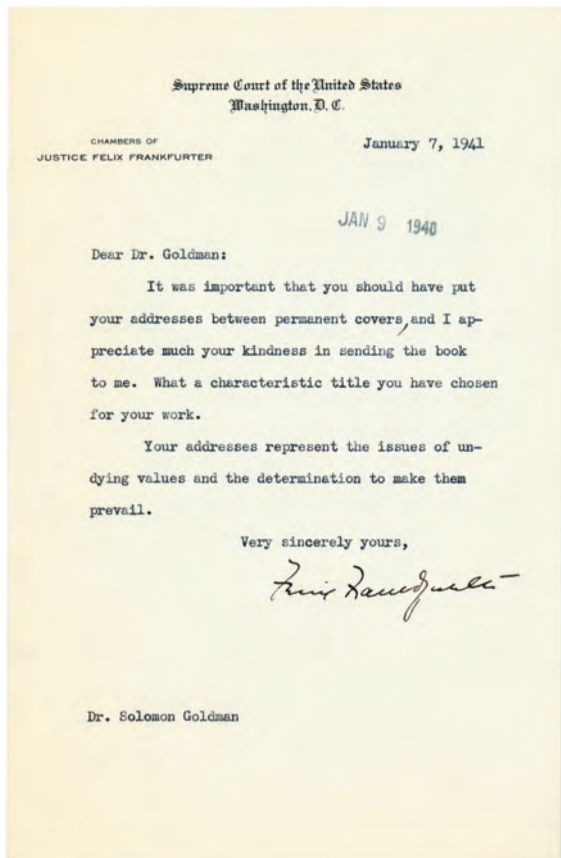 Supreme Court of the United States
Washington, D. C.
CHAMBERS OF
JUSTICE FELIX FRANKFURTER
January 7, 1941
JAN 9 1940
Dear Dr. Goldman:
It was important that you should have put
your addresses between permanent covers, and I ap-
preciate much your kindness in sending the book
to me. What a characteristic title you have chosen
for your work.
Your addresses represent the issues of un-
dying values and the determination to make them
prevail.
Very sincerely yours,
Felix Frankfurter
Dr. Solomon Goldman